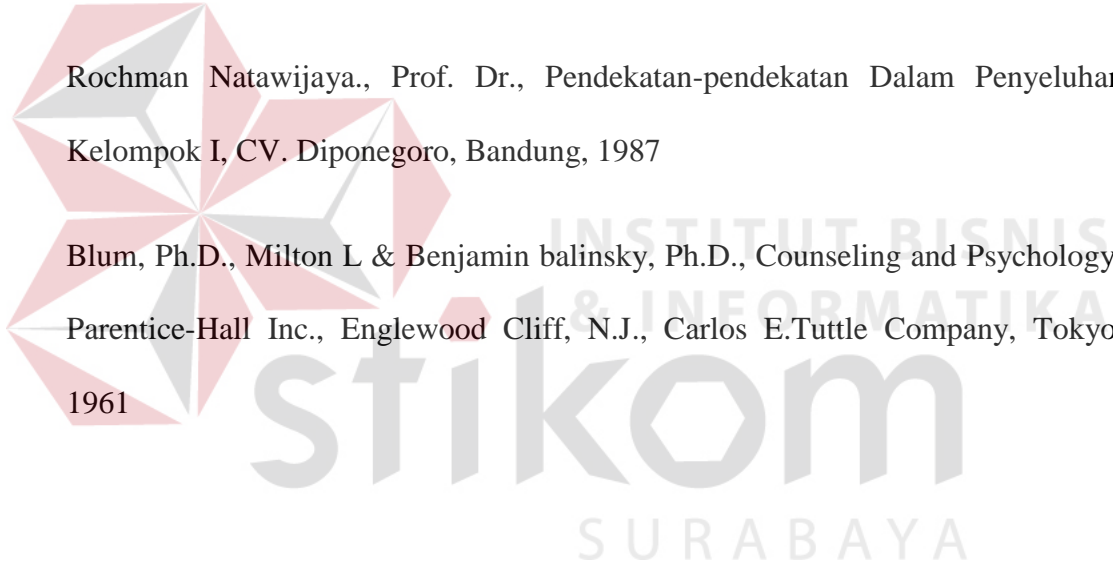 Rochman Natawijaya., Prof. Dr., Pendekatan-pendekatan Dalam Penyeluhan
Kelompok I, CV. Diponegoro, Bandung, 1987
INSTITUT BISNIS
Blum, Ph.D., Milton L & Benjamin balinsky, Ph.D., Counseling and Psychology
& INFORMATIKA
Parentice-Hall Inc., Englewood Cliff, N.J., Carlos E.Tuttle Company, Tokyo
stikom
1961
SURABAYA